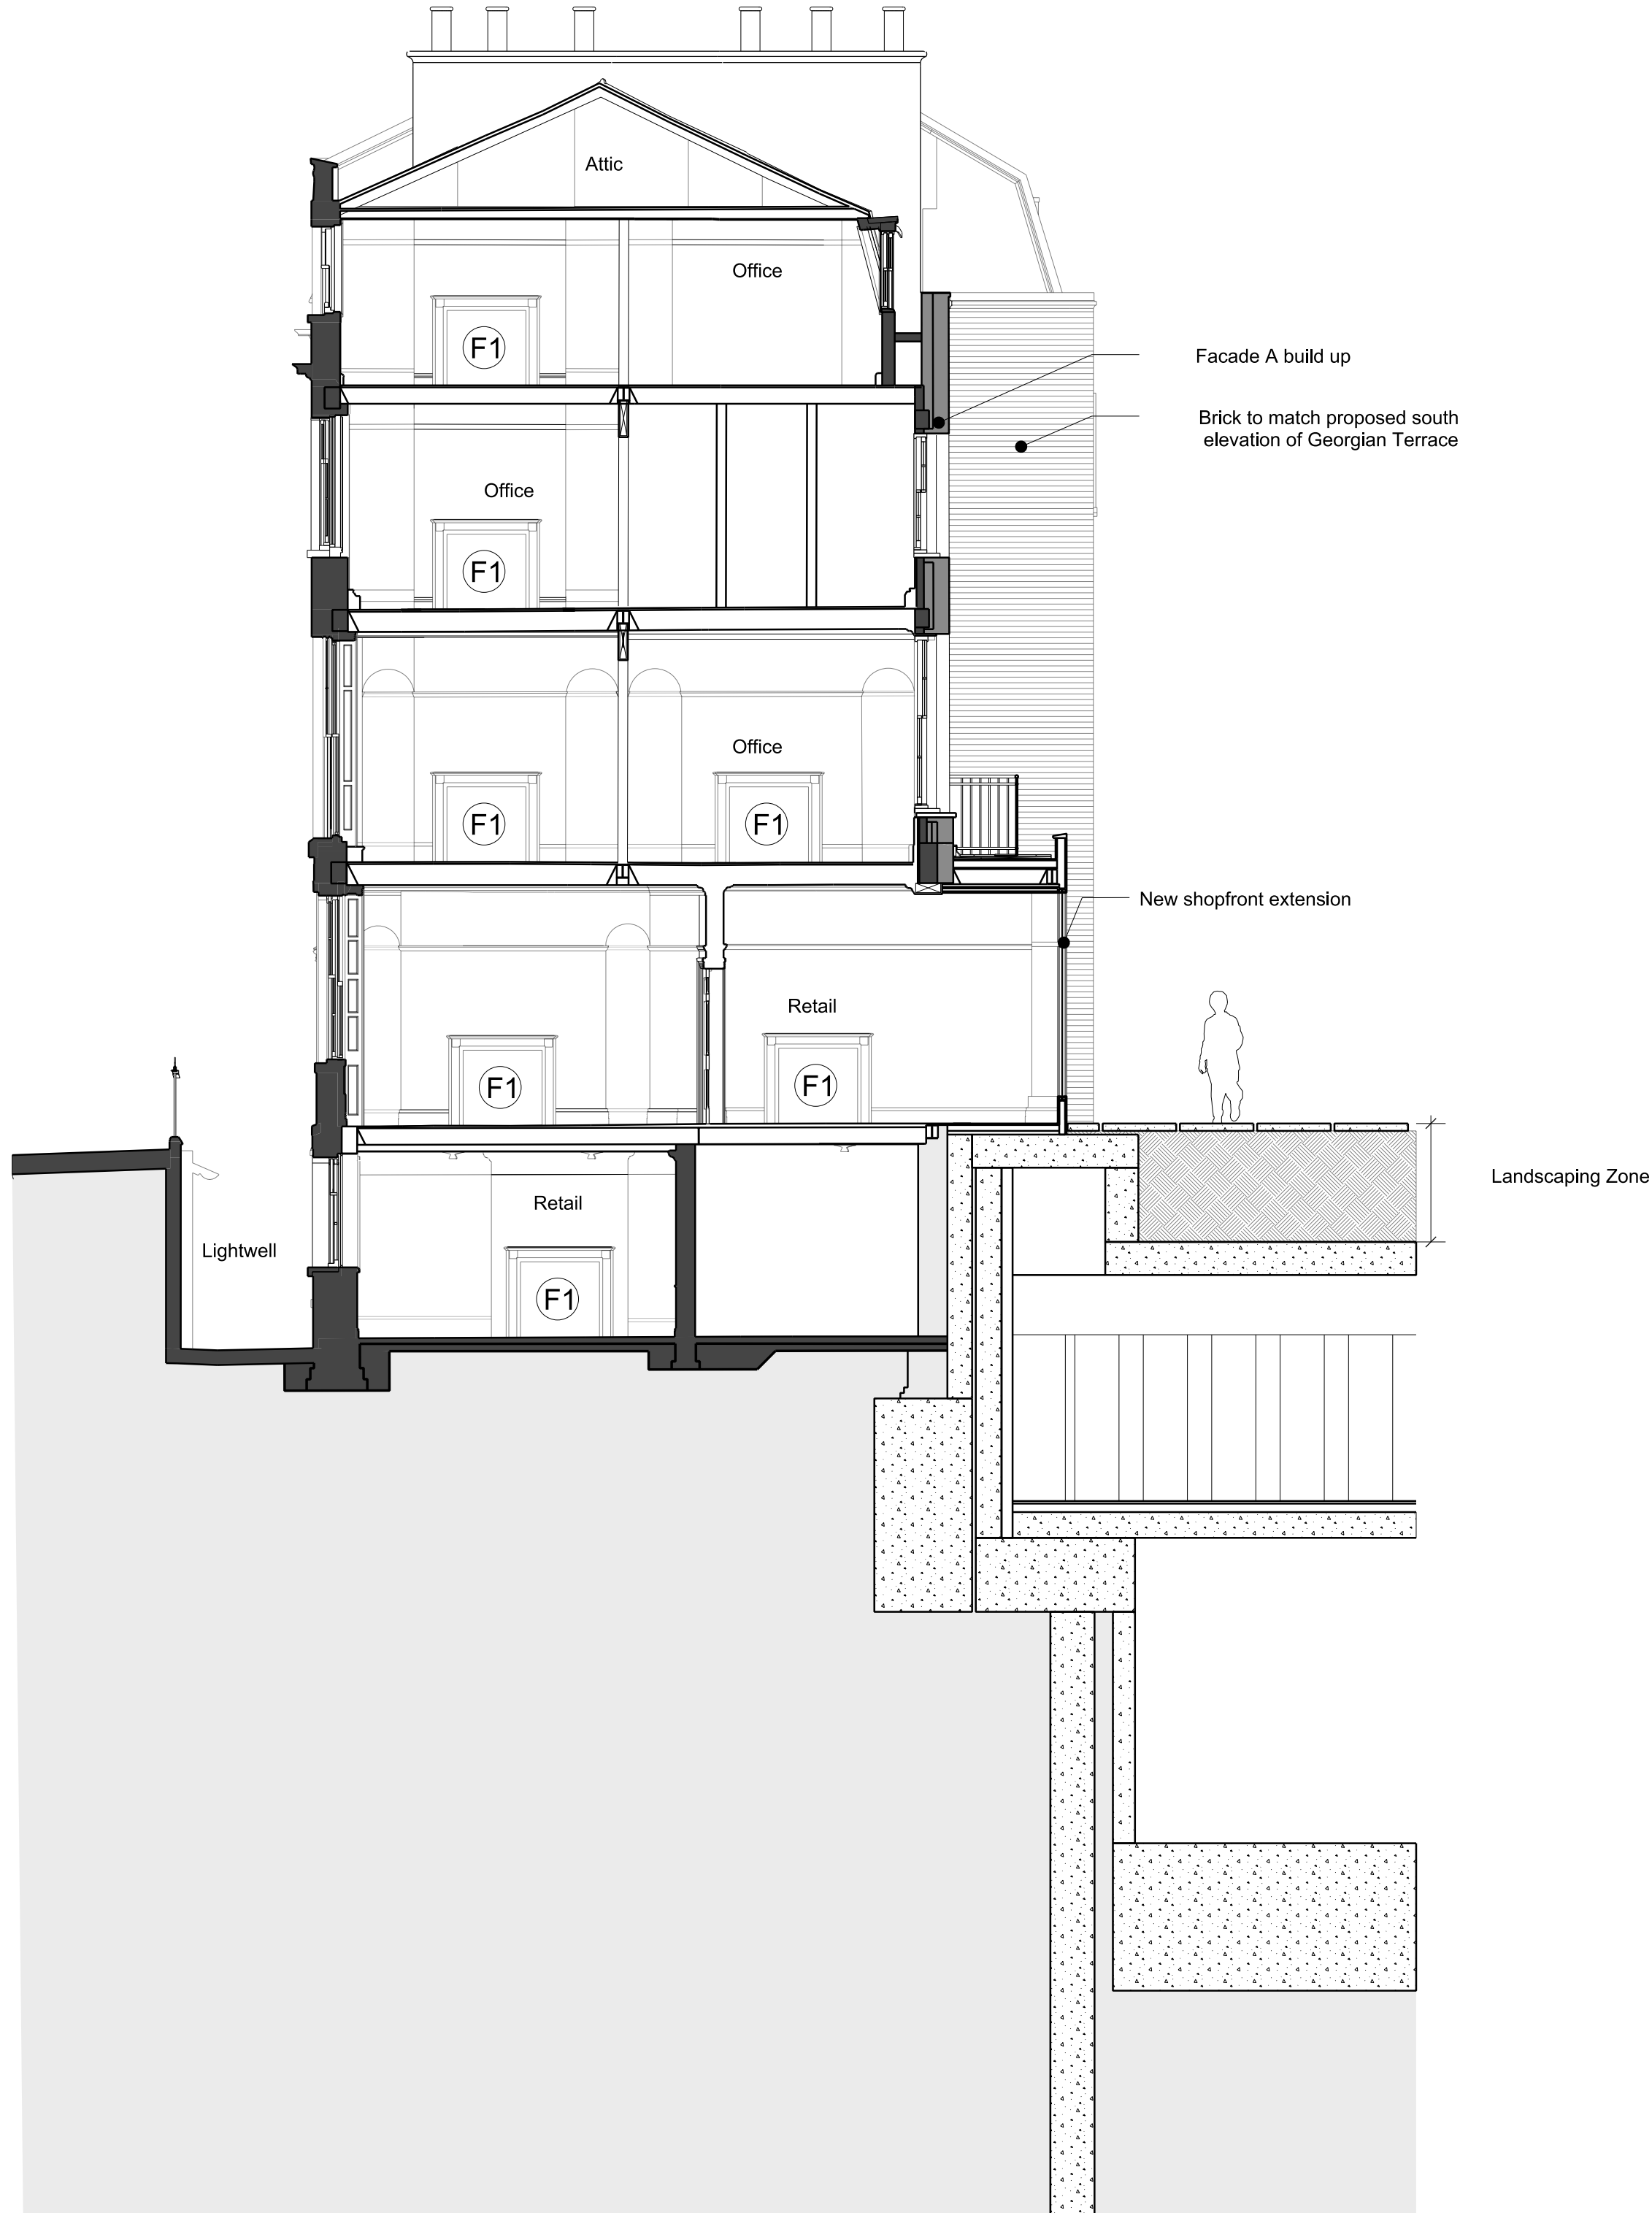 Attic
Office
F1
Facade A build up
Brick to match proposed south
elevation of Georgian Terrace
Office
F1
Office
F1
F1
New shopfront extension
Retail
F1
F1
Landscaping Zone
Retail
Lightwell
F1